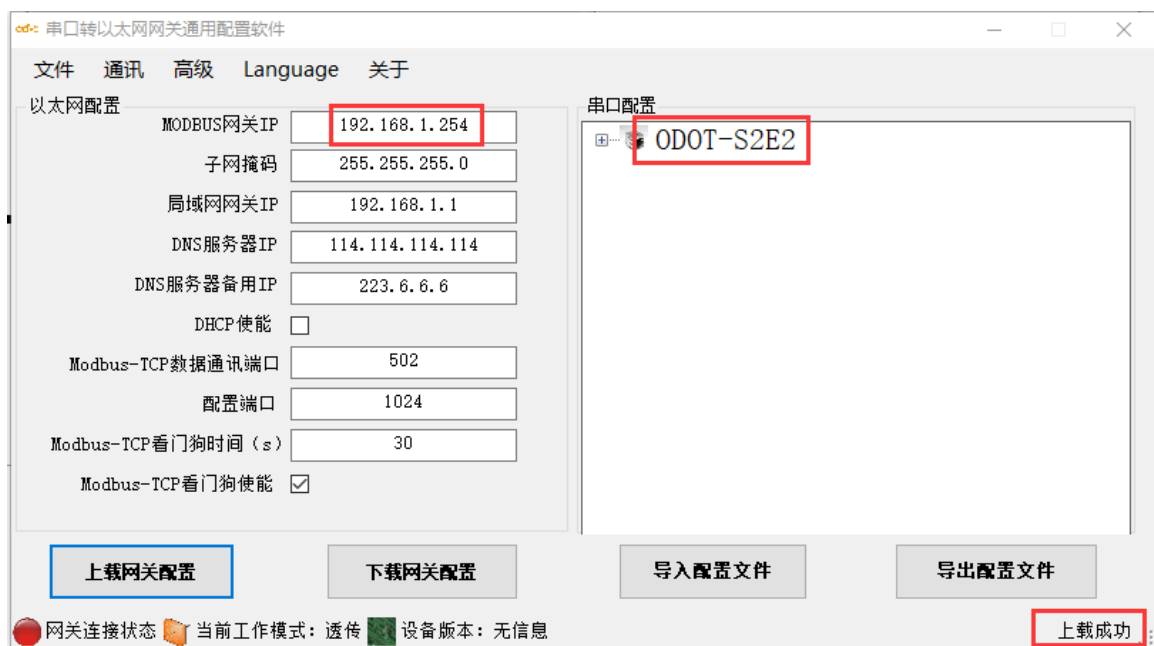 串口转以太网网关通用配置软件
文件 通讯 高级 Language 关于
以太网配置
MODBUS网关IP 192.168.1.254
子网掩码 255.255.255.0
局域网网关IP 192.168.1.1
DNS服务器IP 114.114.114.114
DNS服务器备用IP 223.6.6.6
DHCP使能
Modbus-TCP数据通讯端口 502
配置端口 1024
Modbus-TCP看门狗时间（s） 30
Modbus-TCP看门狗使能
串口配置
ODOT-S2E2
上载网关配置 下载网关配置 导入配置文件 导出配置文件
网关连接状态 当前工作模式：透传 设备版本：无信息 上载成功